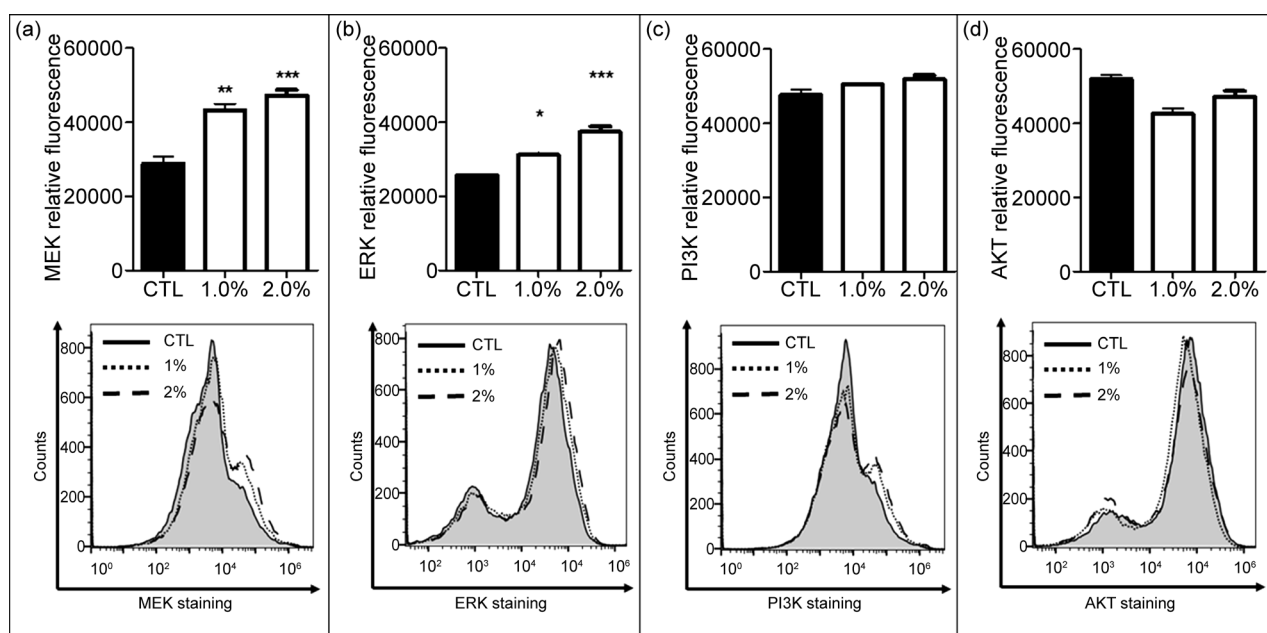 (a)
MEK relative fluorescence
60000
40000
20000
0
**
***
CTL 1.0% 2.0%
CTL
1%
2%
Counts
800
600
400
200
0
10⁰ 10² 10⁴ 10⁶
MEK staining
(b)
ERK relative fluorescence
60000
40000
20000
0
*
***
CTL 1.0% 2.0%
CTL
1%
2%
Counts
800
600
400
200
0
10² 10³ 10⁴ 10⁴ 10⁶
ERK staining
(c)
PI3K relative fluorescence
60000
40000
20000
0
CTL 1.0% 2.0%
CTL
1%
2%
Counts
800
600
400
200
0
10⁰ 10² 10⁴ 10⁶
PI3K staining
(d)
AKT relative fluorescence
60000
40000
20000
0
CTL 1.0% 2.0%
CTL
1%
2%
Counts
800
600
400
200
0
10² 10³ 10⁴ 10⁴ 10⁶
AKT staining